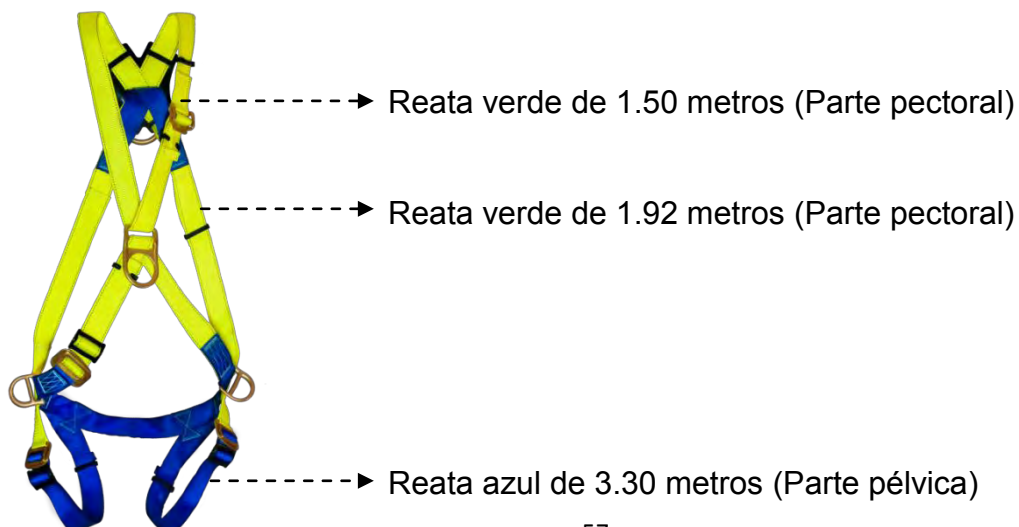 Reata verde de 1.50 metros (Parte pectoral)
Reata verde de 1.92 metros (Parte pectoral)
Reata azul de 3.30 metros (Parte pélvica)